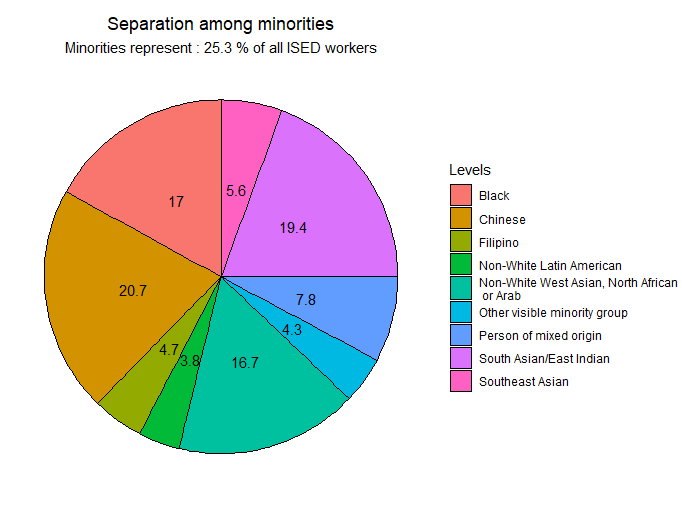 Separation among minorities
Minorities represent : 25.3 % of all ISED workers
5.6
17
19.4
20.7
7.8
4.3
4.7
3.8
16.7
Levels
Black
Chinese
Filipino
Non-White Latin American
Non-White West Asian, North African
or Arab
Other visible minority group
Person of mixed origin
South Asian/East Indian
Southeast Asian